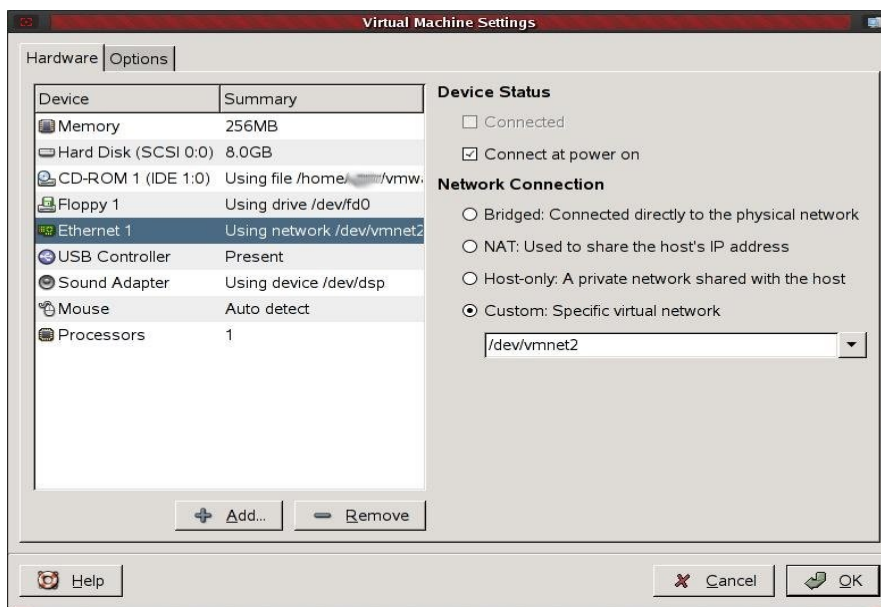 Virtual Machine Settings
Hardware Options
Device Summary
Memory 256MB
Hard Disk (SCSI 0:0) 8.0GB
CD-ROM 1 (IDE 1:0) Using file /home/ /vmw
Floppy 1 Using drive /dev/fd0
Ethernet 1 Using network /dev/vmnet2
USB Controller Present
Sound Adapter Using device /dev/dsp
Mouse Auto detect
Processors 1
Add... Remove
Device Status
Connected
Connect at power on
Network Connection
Bridged: Connected directly to the physical network
NAT: Used to share the host's IP address
Host-only: A private network shared with the host
Custom: Specific virtual network
/dev/vmnet2
Help Cancel OK